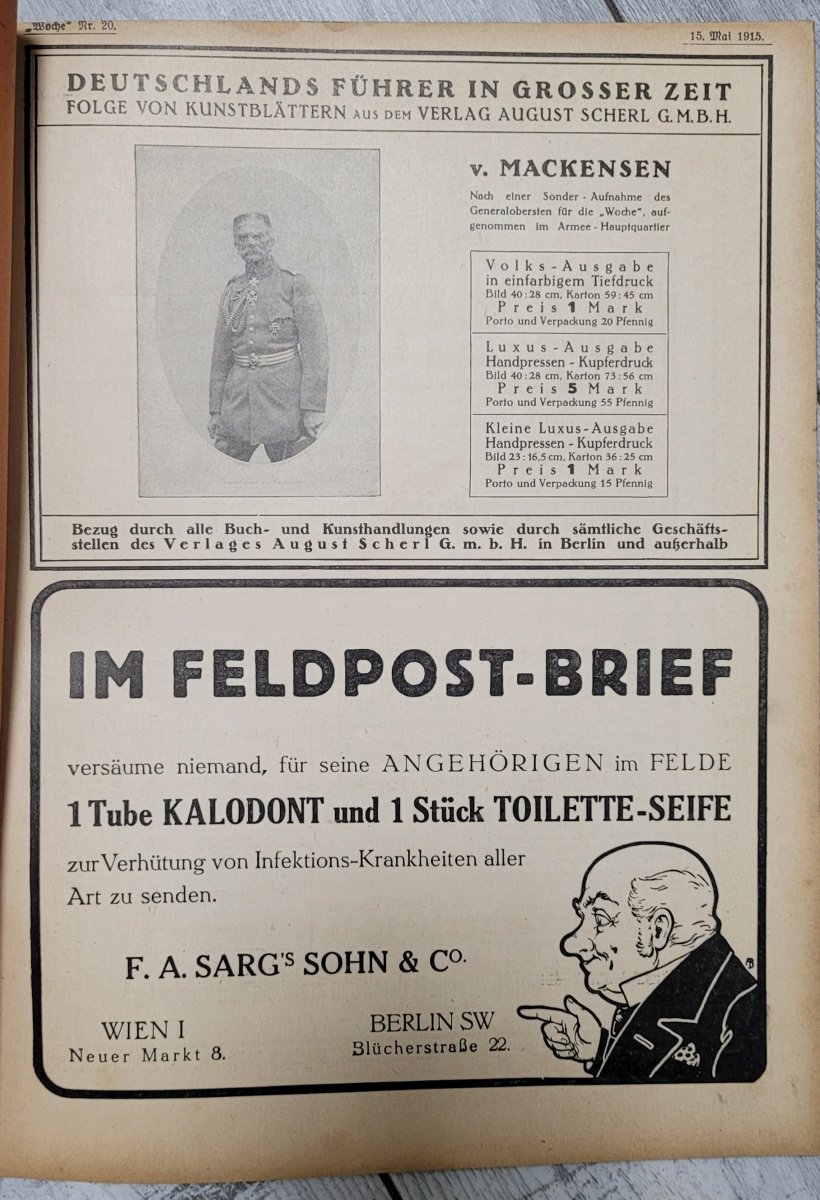 „Woche“ Nr. 20.
15. Mai 1915.
DEUTSCHLANDS FÜHRER IN GROSSER ZEIT
FOLGE VON KUNSTBLÄTTERN AUS DEM VERLAG AUGUST SCHERL G.M.B.H.
v. MACKENSEN
Nach einer Sonder-Aufnahme des
Generalobersten für die „Woche“, auf-
genommen im Armee-Hauptquartier
Volks-Ausgabe
in einfarbigem Tiefdruck
Bild 40:28 cm, Karton 59:45 cm
Preis 1 Mark
Porto und Verpackung 20 Pfennig
Luxus-Ausgabe
Handpressen-Kupferdruck
Bild 40:28 cm, Karton 73:56 cm
Preis 5 Mark
Porto und Verpackung 55 Pfennig
Kleine Luxus-Ausgabe
Handpressen-Kupferdruck
Bild 23:16,5 cm, Karton 36:25 cm
Preis 1 Mark
Porto und Verpackung 15 Pfennig
Bezug durch alle Buch- und Kunsthandlungen sowie durch sämtliche Geschäfts-
stellen des Verlages August Scherl G. m. b. H. in Berlin und außerhalb
IM FELDPOST-BRIEF
versäume niemand, für seine ANGEHÖRIGEN im FELDE
1 Tube KALODONT und 1 Stück TOILETTE-SEIFE
zur Verhütung von Infektions-Krankheiten aller
Art zu senden.
F. A. SARG'S SOHN & Co.
WIEN I
Neuer Markt 8.
BERLIN SW
Blücherstraße 22.